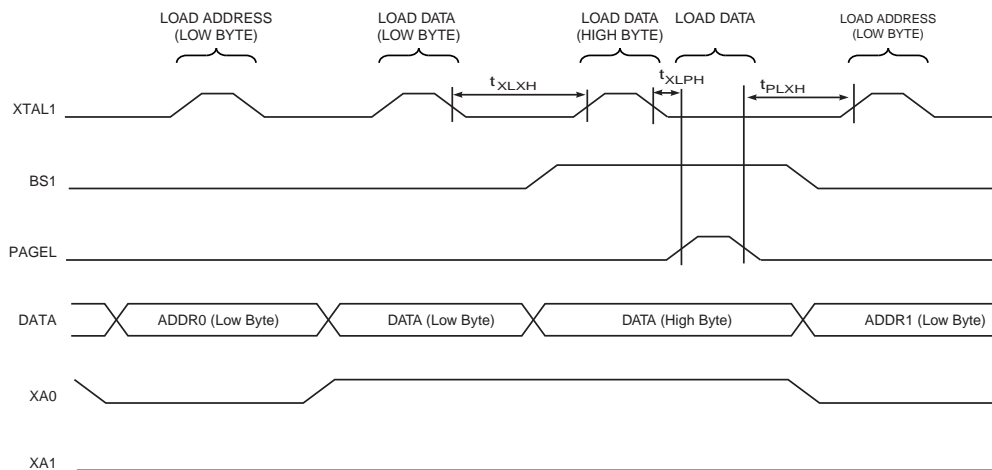 LOAD ADDRESS
(LOW BYTE)
LOAD DATA
(LOW BYTE)
LOAD DATA
(HIGH BYTE)
LOAD DATA
LOAD ADDRESS
(LOW BYTE)
tXLXH
tXLPH
tPLXH
XTAL1
BS1
PAGEL
DATA
ADDR0 (Low Byte)
DATA (Low Byte)
DATA (High Byte)
ADDR1 (Low Byte)
XA0
XA1